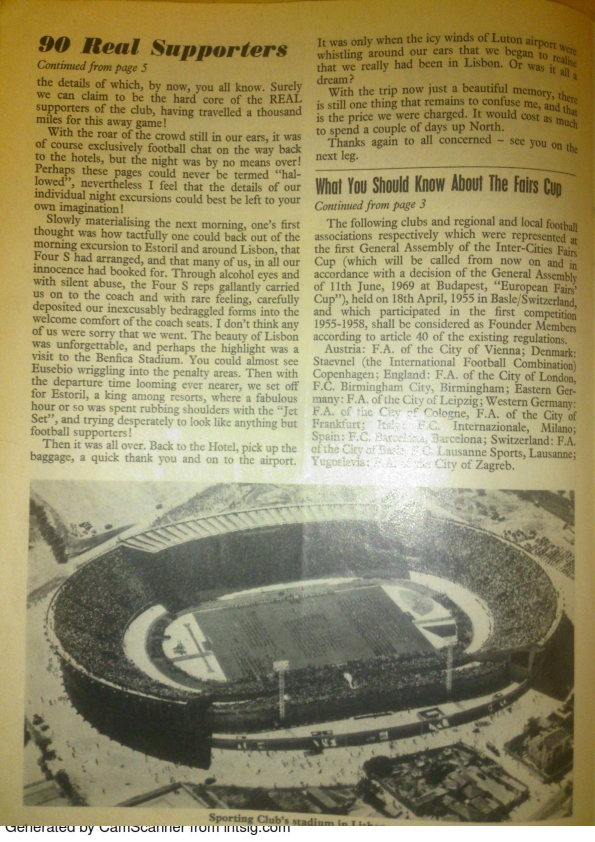 90 Real Supporters
Continued from page 5
the details of which, by now, you all know. Surely
we can claim to be the hard core of the REAL
supporters of the club, having travelled a thousand
miles for this away game!
With the roar of the crowd still in our ears, it was
of course exclusively football chat on the way back
to the hotels, but the night was by no means over!
Perhaps these pages could never be termed "hal-
lowed", nevertheless I feel that the details of our
individual night excursions could best be left to your
own imagination!
Slowly materialising the next morning, one's first
thought was how tactfully one could back out of the
morning excursion to Estoril and around Lisbon, that
Four S had arranged, and that many of us, in all our
innocence had booked for. Through alcohol eyes and
with silent abuse, the Four S reps gallantly carried
us on to the coach and with rare feeling, carefully
deposited our inexcusably bedraggled forms into the
welcome comfort of the coach seats. I don't think any
of us were sorry that we went. The beauty of Lisbon
was unforgettable, and perhaps the highlight was a
visit to the Benfica Stadium. You could almost see
Eusebio wriggling into the penalty areas. Then with
the departure time looming ever nearer, we set off
for Estoril, a king among resorts, where a fabulous
hour or so was spent rubbing shoulders with the "Jet
Set", and trying desperately to look like anything but
football supporters!
Then it was all over. Back to the Hotel, pick up the
baggage, a quick thank you and on to the airport.
It was only when the icy winds of Luton airport were
whistling around our ears that we began to realise
that we really had been in Lisbon. Or was it all a
dream?
With the trip now just a beautiful memory, there
is still one thing that remains to confuse me, and that
is the price we were charged. It would cost as much
to spend a couple of days up North.
Thanks again to all concerned – see you on the
next leg.
What You Should Know About The Fairs Cup
Continued from page 3
The following clubs and regional and local football
associations respectively which were represented at
the first General Assembly of the Inter-Cities Fairs
Cup (which will be called from now on and in
accordance with a decision of the General Assembly
of 11th June, 1969 at Budapest, "European Fairs'
Cup"), held on 18th April, 1955 in Basle/Switzerland,
and which participated in the first competition
1955-1958, shall be considered as Founder Members
according to article 40 of the existing regulations.
Austria: F.A. of the City of Vienna; Denmark:
Staevnet (the International Football Combination)
Copenhagen; England: F.A. of the City of London,
F.C. Birmingham City, Birmingham; Eastern Ger-
many: F.A. of the City of Leipzig; Western Germany:
F.A. of the City of Cologne, F.A. of the City of
Frankfurt; Italy: F.C. Internazionale, Milano;
Spain: F.C. Barcelona, Barcelona; Switzerland: F.A.
of the City of Basle, F.C. Lausanne Sports, Lausanne;
Yugoslavia: F.A. of the City of Zagreb.
Sporting Club's stadium in Lisbon
Generated by CamScanner from intsig.com